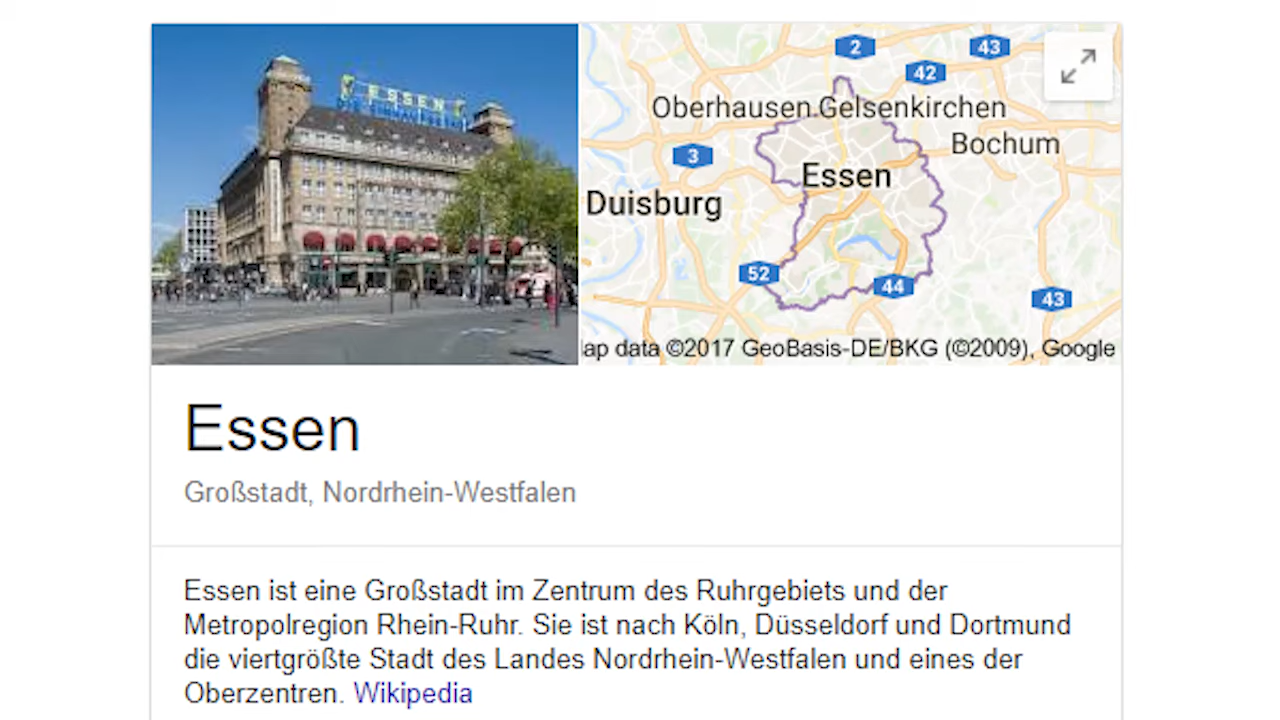 ESSEN
DIE EINKAUFSSTADT
2
43
42
Oberhausen Gelsenkirchen
Bochum
3
Essen
Duisburg
52
44
43
ap data ©2017 GeoBasis-DE/BKG (©2009), Google
Essen
Großstadt, Nordrhein-Westfalen
Essen ist eine Großstadt im Zentrum des Ruhrgebiets und der
Metropolregion Rhein-Ruhr. Sie ist nach Köln, Düsseldorf und Dortmund
die viertgrößte Stadt des Landes Nordrhein-Westfalen und eines der
Oberzentren. Wikipedia